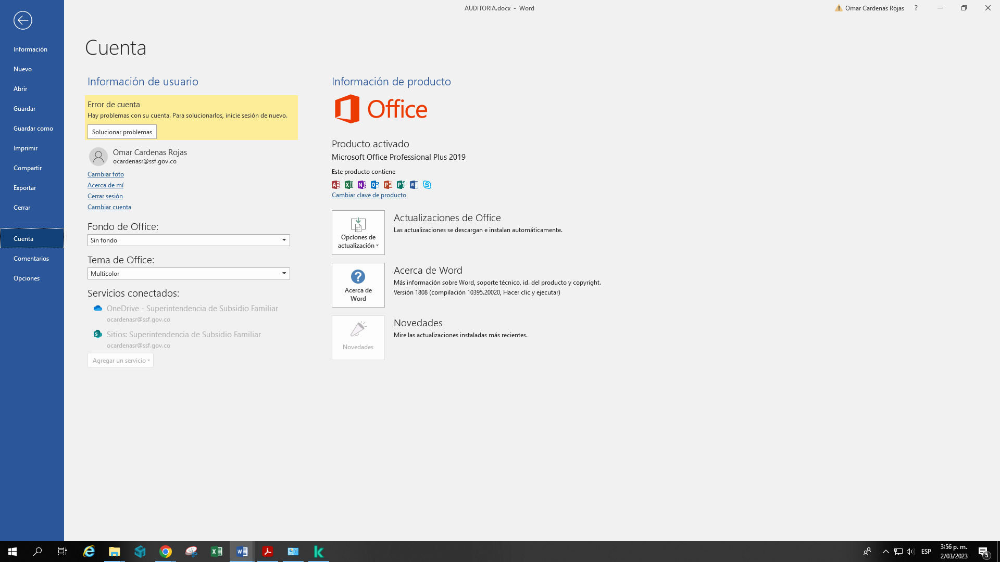 AUDITORIA.docx - Word
Omar Cardenas Rojas
?
Información
Nuevo
Abrir
Guardar
Guardar como
Imprimir
Compartir
Exportar
Cerrar
Cuenta
Comentarios
Opciones
Cuenta
Información de usuario
Error de cuenta
Hay problemas con su cuenta. Para solucionarlos, inicie sesión de nuevo.
Solucionar problemas
Omar Cardenas Rojas
ocardenasr@ssf.gov.co
Cambiar foto
Acerca de mí
Cerrar sesión
Cambiar cuenta
Fondo de Office:
Sin fondo
Tema de Office:
Multicolor
Servicios conectados:
OneDrive - Superintendencia de Subsidio Familiar
ocardenasr@ssf.gov.co
Sitios: Superintendencia de Subsidio Familiar
ocardenasr@ssf.gov.co
Agregar un servicio
Información de producto
Office
Producto activado
Microsoft Office Professional Plus 2019
Este producto contiene
Cambiar clave de producto
Opciones de
actualización
Actualizaciones de Office
Las actualizaciones se descargan e instalan automáticamente.
Acerca de
Word
Acerca de Word
Más información sobre Word, soporte técnico, id. del producto y copyright.
Versión 1808 (compilación 10395.20020, Hacer clic y ejecutar)
Novedades
Novedades
Mire las actualizaciones instaladas más recientes.
ESP
3:56 p. m.
2/03/2023
5